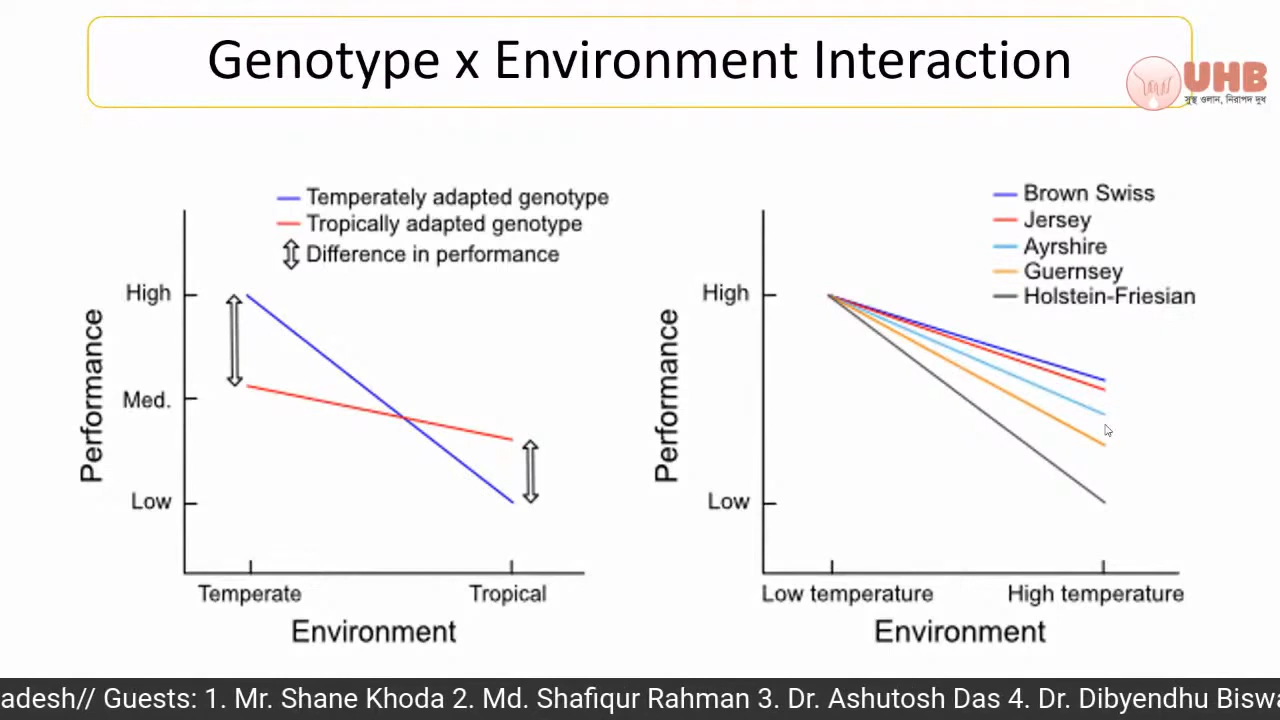 Genotype x Environment Interaction
UHB
সুস্থ ওলান, নিরাপদ দুধ
Temperately adapted genotype
Tropically adapted genotype
Difference in performance
High
Med.
Low
Performance
Temperate
Tropical
Environment
Brown Swiss
Jersey
Ayrshire
Guernsey
Holstein-Friesian
High
Low
Performance
Low temperature
High temperature
Environment
adesh// Guests: 1. Mr. Shane Khoda 2. Md. Shafiqur Rahman 3. Dr. Ashutosh Das 4. Dr. Dibyendhu Biswa